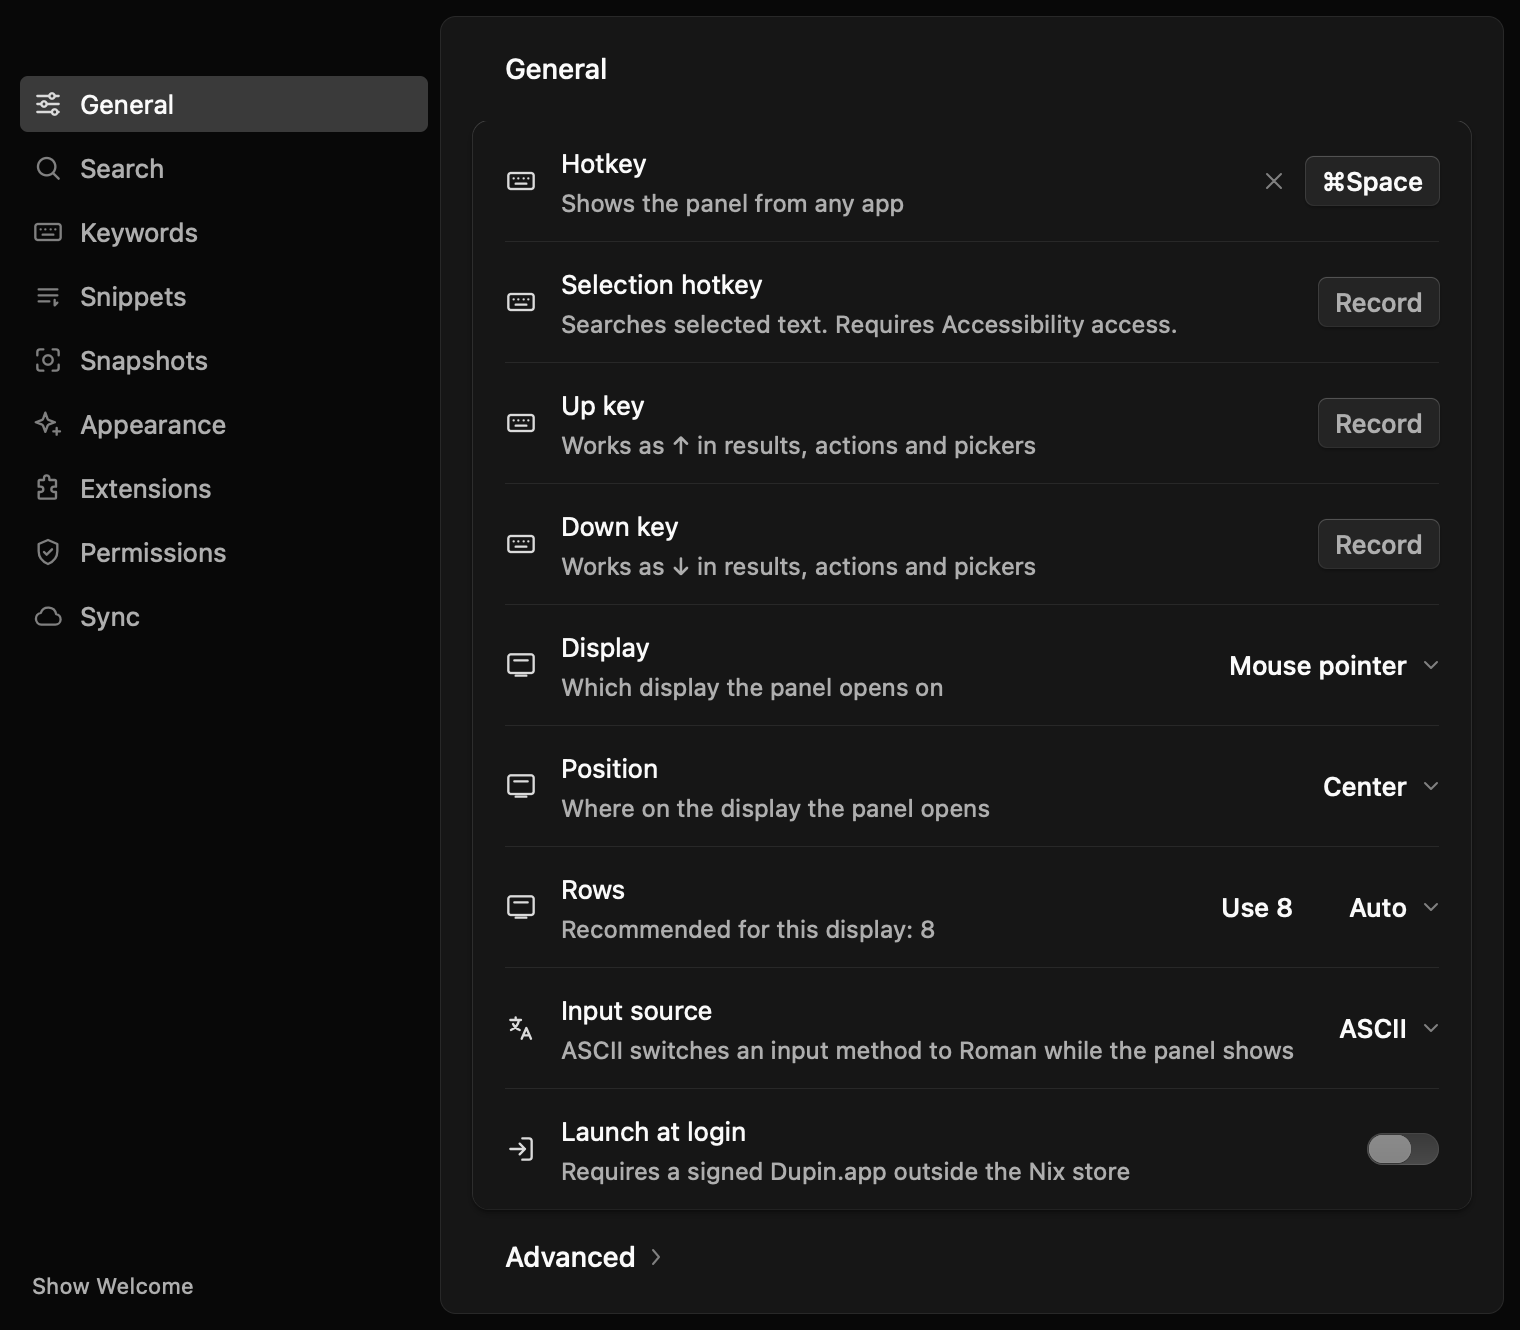 General
Search
Keywords
Snippets
Snapshots
Appearance
Extensions
Permissions
Sync
Show Welcome
General
Hotkey
Shows the panel from any app
⌘Space
Selection hotkey
Searches selected text. Requires Accessibility access.
Record
Up key
Works as ↑ in results, actions and pickers
Record
Down key
Works as ↓ in results, actions and pickers
Record
Display
Which display the panel opens on
Mouse pointer
Position
Where on the display the panel opens
Center
Rows
Recommended for this display: 8
Use 8 Auto
Input source
ASCII switches an input method to Roman while the panel shows
ASCII
Launch at login
Requires a signed Dupin.app outside the Nix store
Advanced